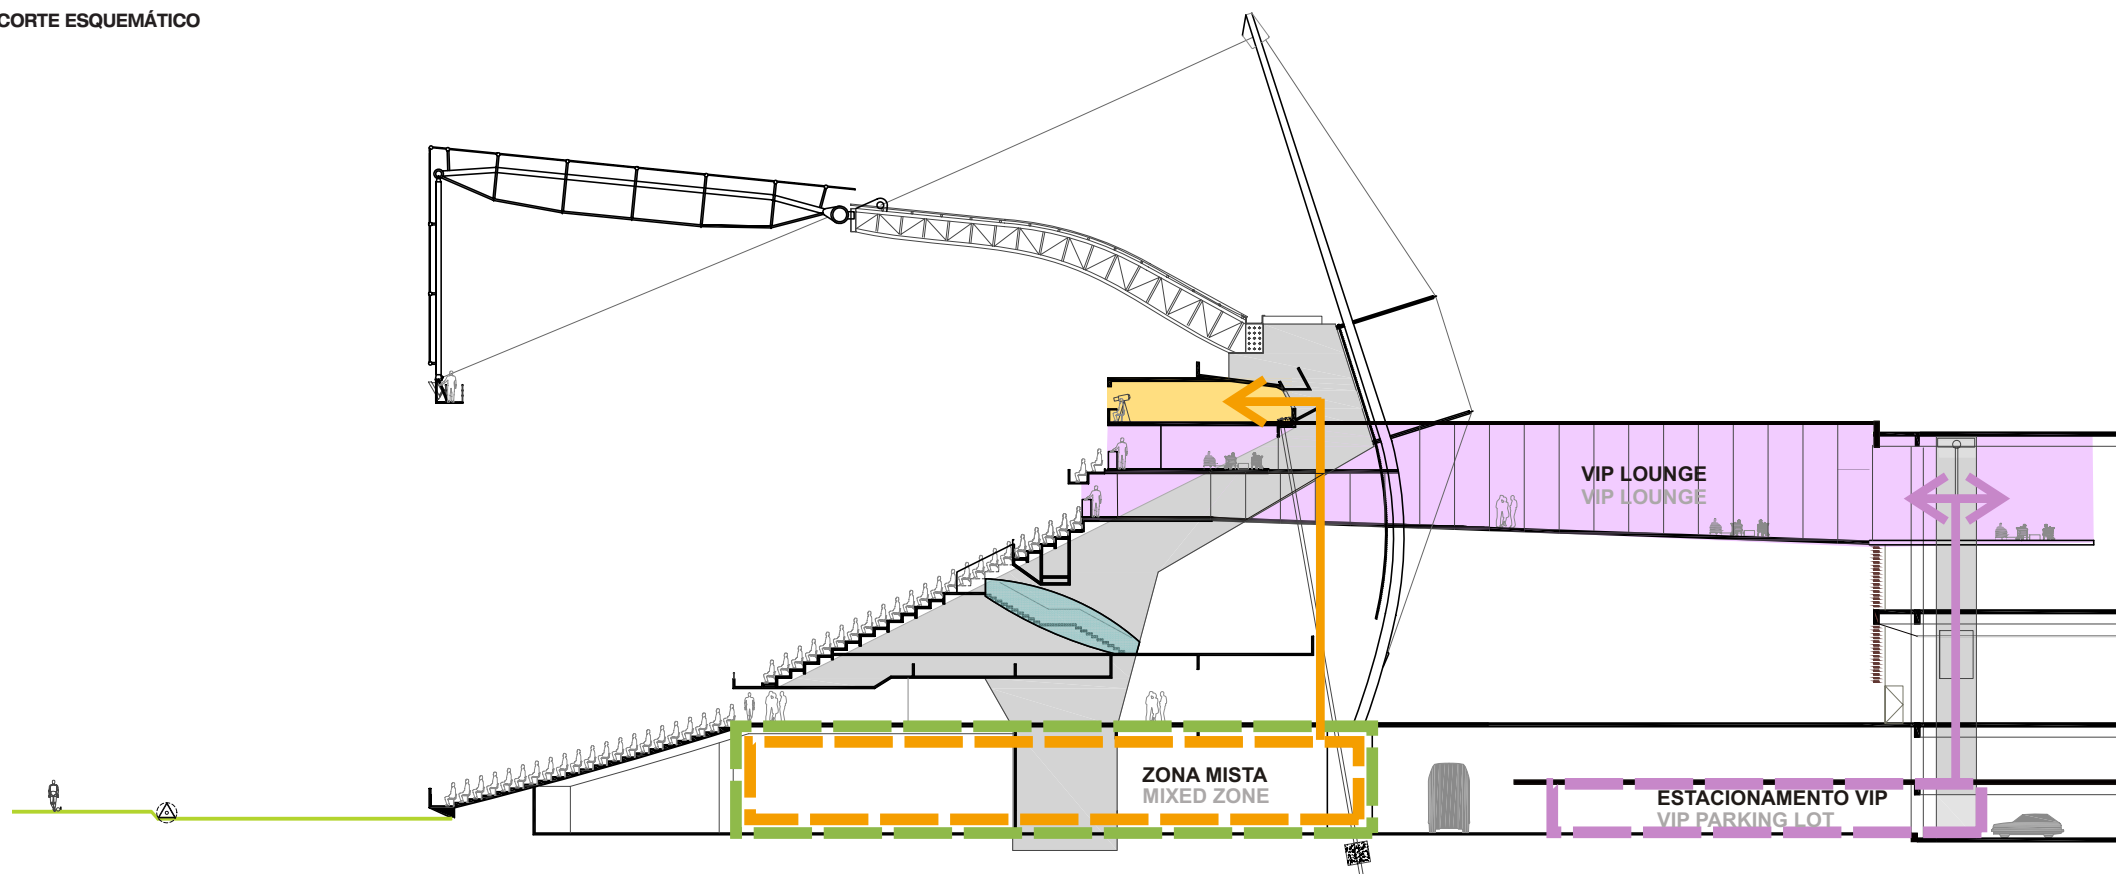 CORTE ESQUEMÁTICO
VIP LOUNGE
VIP LOUNGE
ZONA MISTA
MIXED ZONE
ESTACIONAMENTO VIP
VIP PARKING LOT